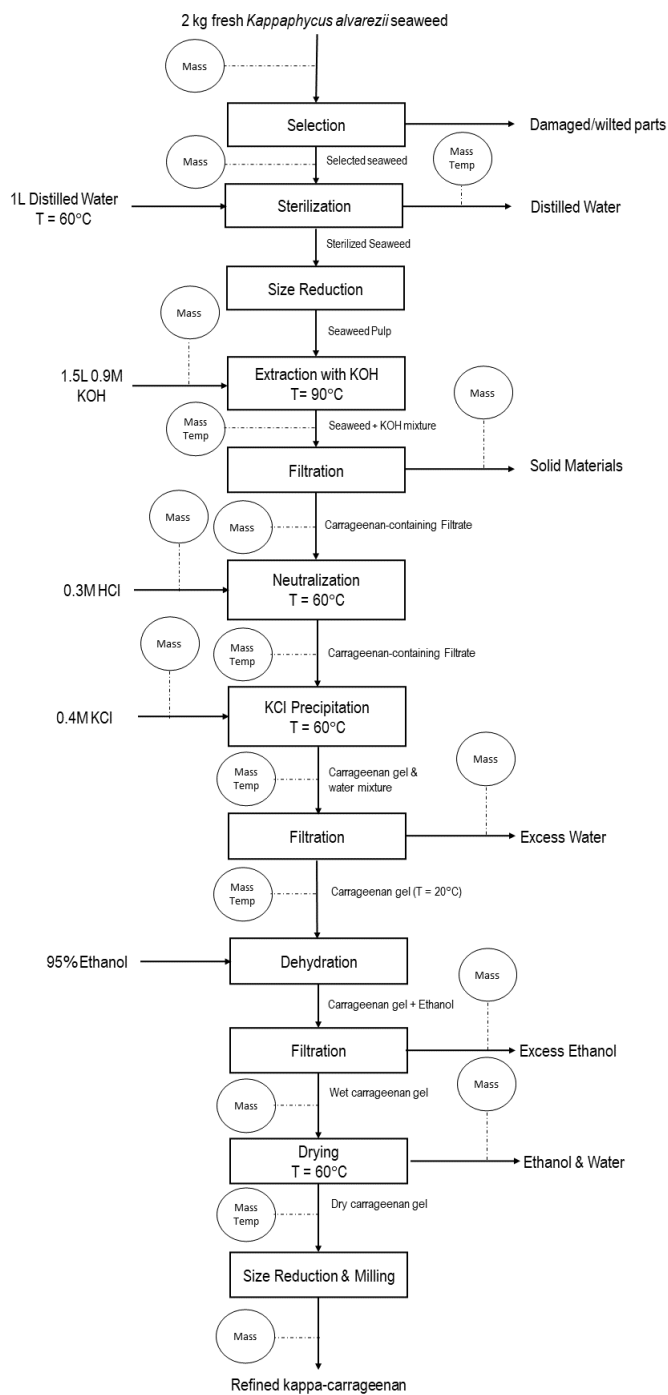 2 kg fresh Kappaphycus alvarezii seaweed
Mass
Selection
Damaged/wilted parts
Mass
Selected seaweed
Mass
Temp
1L Distilled Water
T = 60°C
Sterilization
Distilled Water
Sterilized Seaweed
Size Reduction
Mass
Seaweed Pulp
1.5L 0.9M
KOH
Extraction with KOH
T= 90°C
Mass
Mass
Temp
Seaweed + KOH mixture
Filtration
Solid Materials
Mass
Mass
Carrageenan-containing Filtrate
0.3M HCl
Neutralization
T = 60°C
Mass
Mass
Temp
Carrageenan-containing Filtrate
0.4M KCl
KCl Precipitation
T = 60°C
Mass
Temp
Carrageenan gel &
water mixture
Mass
Filtration
Excess Water
Mass
Temp
Carrageenan gel (T = 20°C)
95% Ethanol
Dehydration
Mass
Carrageenan gel + Ethanol
Filtration
Excess Ethanol
Mass
Wet carrageenan gel
Mass
Drying
T = 60°C
Ethanol & Water
Mass
Temp
Dry carrageenan gel
Size Reduction & Milling
Mass
Refined kappa-carrageenan